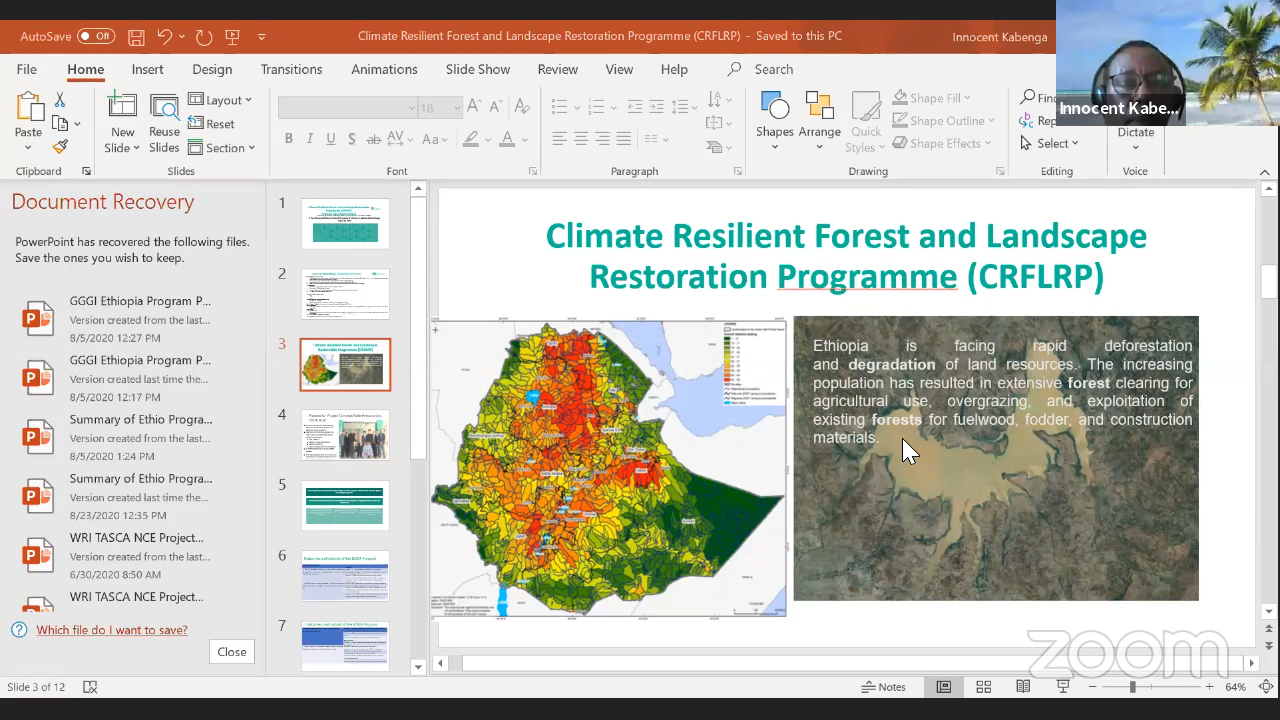 AutoSave Off
Climate Resilient Forest and Landscape Restoration Programme (CRFLRP) - Saved to this PC
Innocent Kabenga
File Home Insert Design Transitions Animations Slide Show Review View Help Search
Innocent Kabe...
Paste
New
Slide
Reuse
Slides
Layout
Reset
Section
18
Shapes
Arrange
Quick
Styles
Shape Fill
Shape Outline
Shape Effects
Select
Dictate
Clipboard Slides Font Paragraph Drawing Editing Voice
Document Recovery
PowerPoint has recovered the following files.
Save the ones you wish to keep.
GGGI Ethiopia Program P...
Version created from the last...
8/5/2020 12:27 PM
Ethiopia Program P...
Version created last time the...
8/5/2020 12:17 PM
Summary of Ethio Progra...
Version created from the last...
8/5/2020 1:24 PM
Summary of Ethio Progra...
Version created last time the...
8/23/2020 12:35 PM
WRI TASCA NCE Project...
Version created from the last...
6/30/2020 8:50 AM
WRI TASCA NCE Project...
Which file do I want to save?
Close
1
2
3
4
5
6
7
Climate Resilient Forest and Landscape
Restoration Programme (CRFLRP)
Ethiopia is facing rapid deforestation
and degradation of land resources. The increasing
population has resulted in extensive forest clearing for
agricultural use, overgrazing, and exploitation of
existing forests for fuelwood, fodder, and construction
materials.
zoom
Slide 3 of 12
Notes
64%